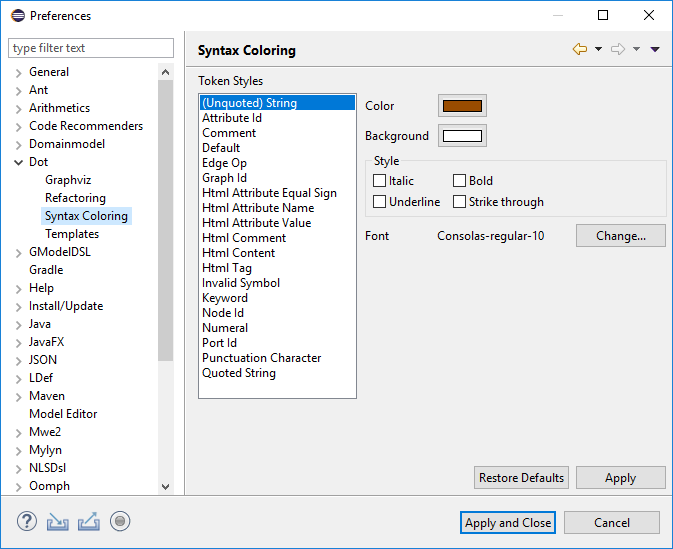 Preferences
type filter text
General
Ant
Arithmetics
Code Recommenders
Domainmodel
Dot
Graphviz
Refactoring
Syntax Coloring
Templates
GModelDSL
Gradle
Help
Install/Update
Java
JavaFX
JSON
LDef
Maven
Model Editor
Mwe2
Mylyn
NLSDsl
Oomph
Syntax Coloring
Token Styles
(Unquoted) String
Attribute Id
Comment
Default
Edge Op
Graph Id
Html Attribute Equal Sign
Html Attribute Name
Html Attribute Value
Html Comment
Html Content
Html Tag
Invalid Symbol
Keyword
Node Id
Numeral
Port Id
Punctuation Character
Quoted String
Color
Background
Style
Italic Bold
Underline Strike through
Font Consolas-regular-10 Change...
Restore Defaults Apply
? Apply and Close Cancel